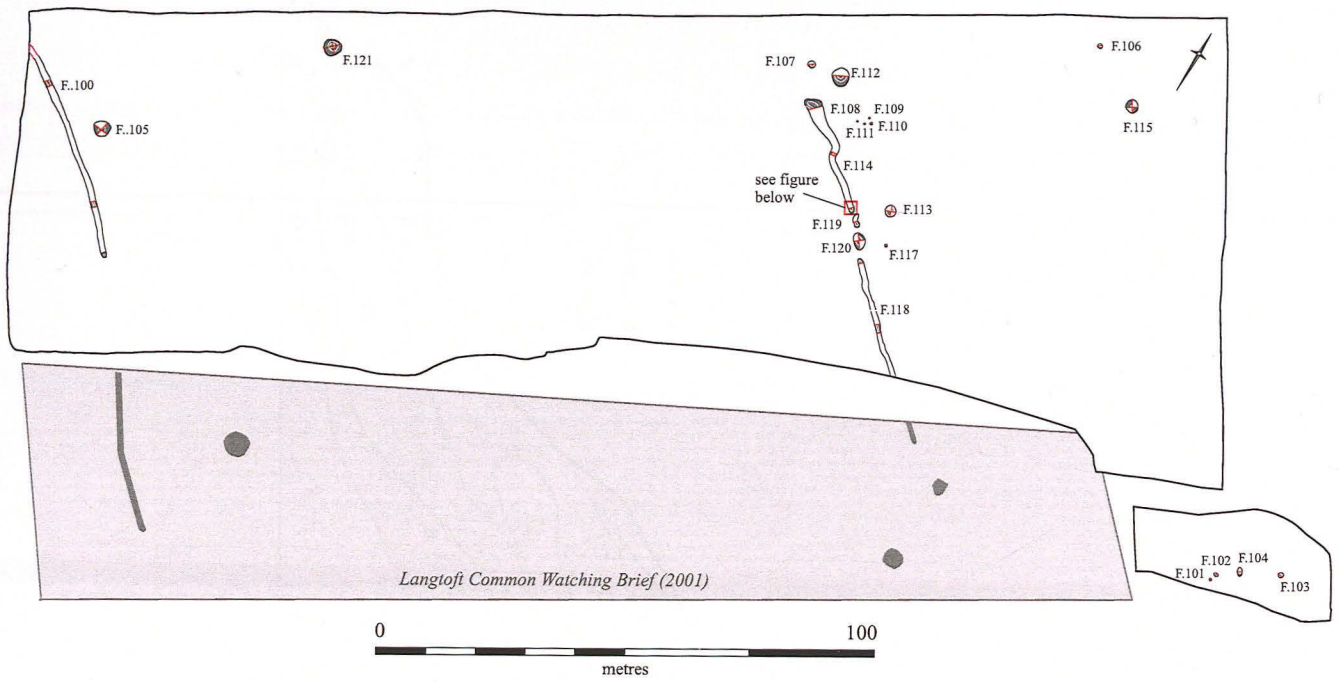 F.106
F.107
F.121
F.112
F..100
F.108
F.109
F.111
F.110
F.115
F..105
F.114
see figure
below
F.113
F.119
F.120
F.117
F.118
Langtoft Common Watching Brief (2001)
F.102
F.104
F.101
F.103
0
100
metres